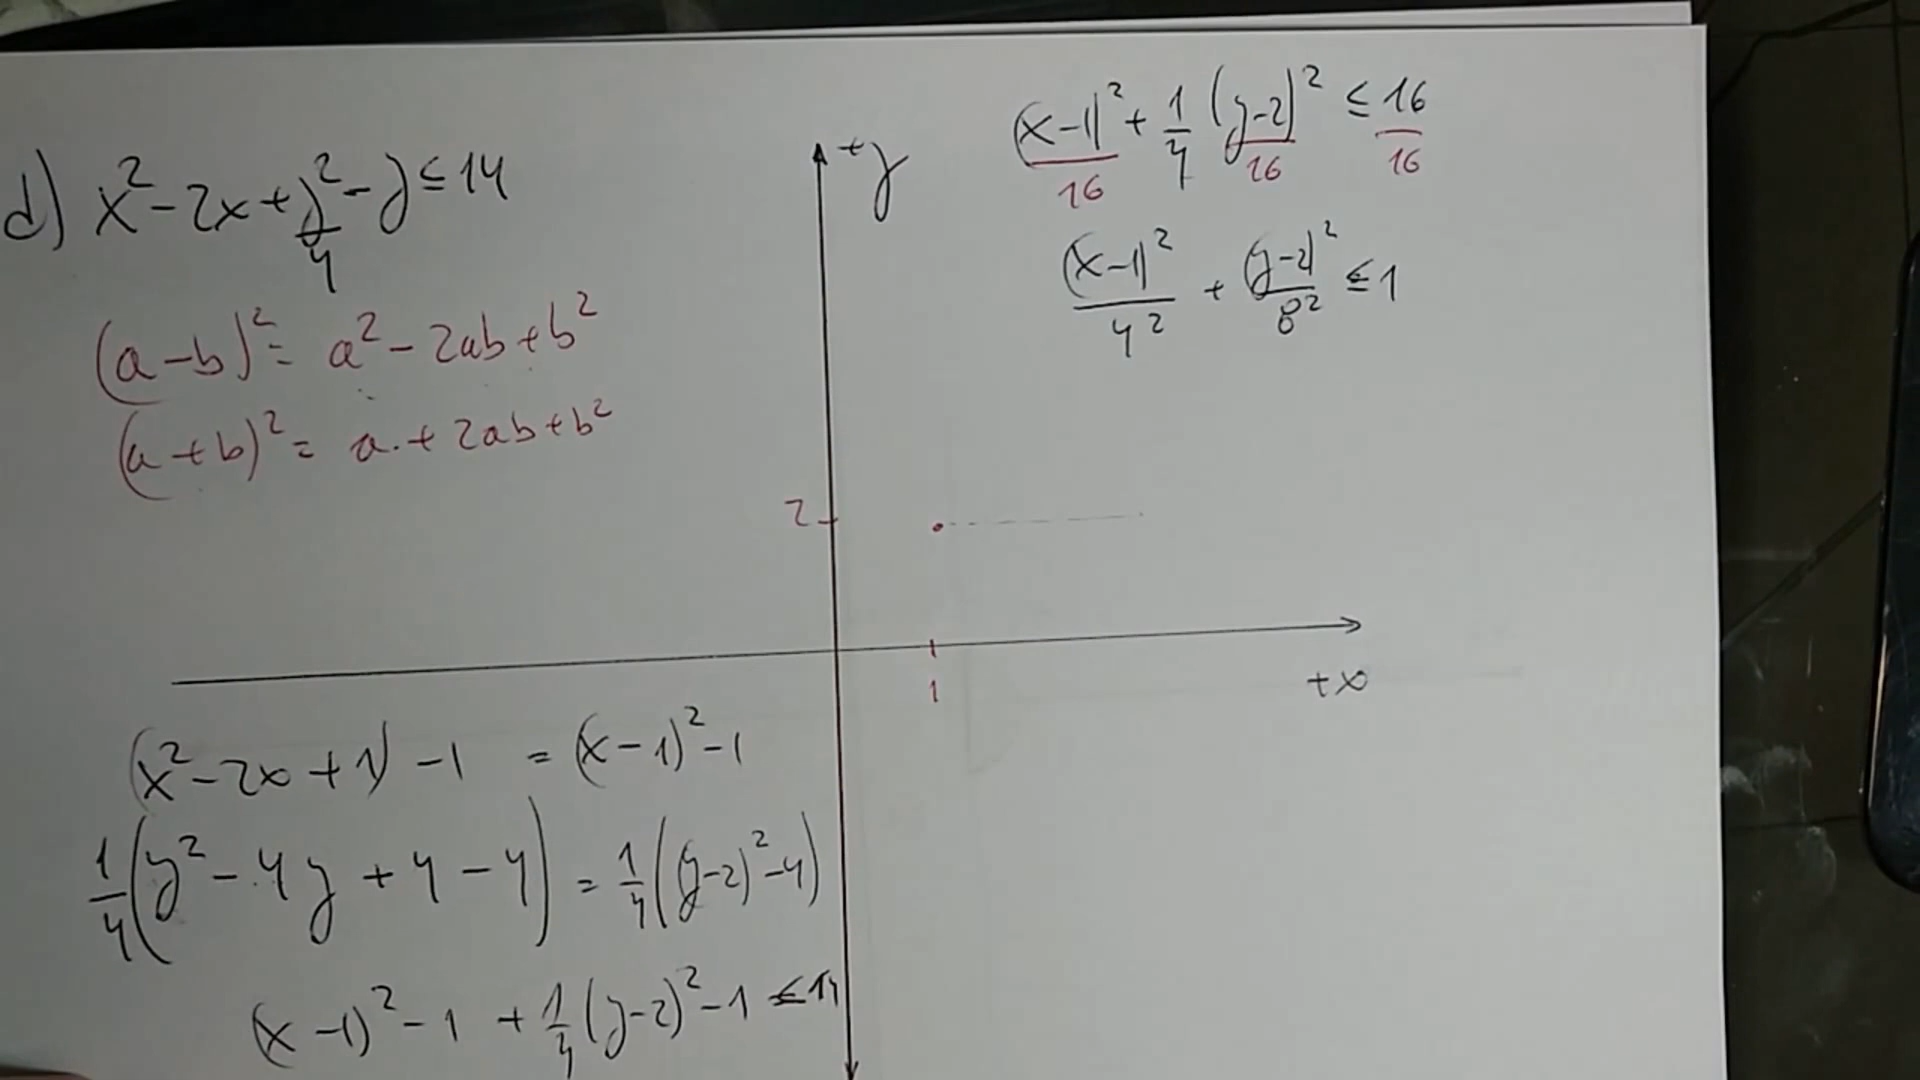 d) x² - 2x + y²/4 - y ≤ 14
(a - b)² = a² - 2ab + b²
(a + b)² = a. + 2ab + b²
(x² - 2x + 1) - 1 = (x - 1)² - 1
1/4 (y² - 4y + 4 - 4) = 1/4 ((y - 2)² - 4)
(x - 1)² - 1 + 1/4 (y - 2)² - 1 ≤ 14
+y
2
1
+x
(x - 1)²/16 + 1/4 (y - 2)²/16 ≤ 16/16
(x - 1)²/4² + (y - 2)²/8² ≤ 1